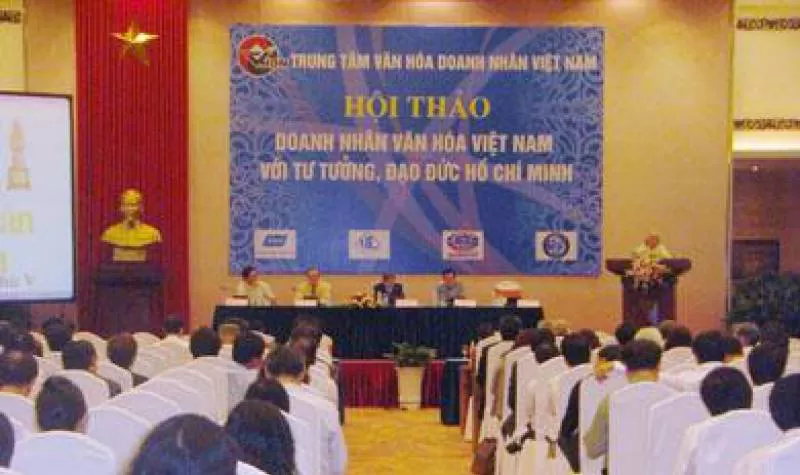 TRUNG TÂM VĂN HÓA DOANH NHÂN VIỆT NAM
HỘI THẢO
DOANH NHÂN VĂN HÓA VIỆT NAM
VỚI TƯ TƯỞNG, ĐẠO ĐỨC HỒ CHÍ MINH